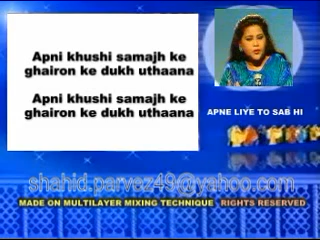 Apni khushi samajh ke
ghairon ke dukh uthaana
Apni khushi samajh ke
ghairon ke dukh uthaana
APNE LIYE TO SAB HI
shahid.parvez49@yahoo.com
MADE ON MULTILAYER MIXING TECHNIQUE , RIGHTS RESERVED